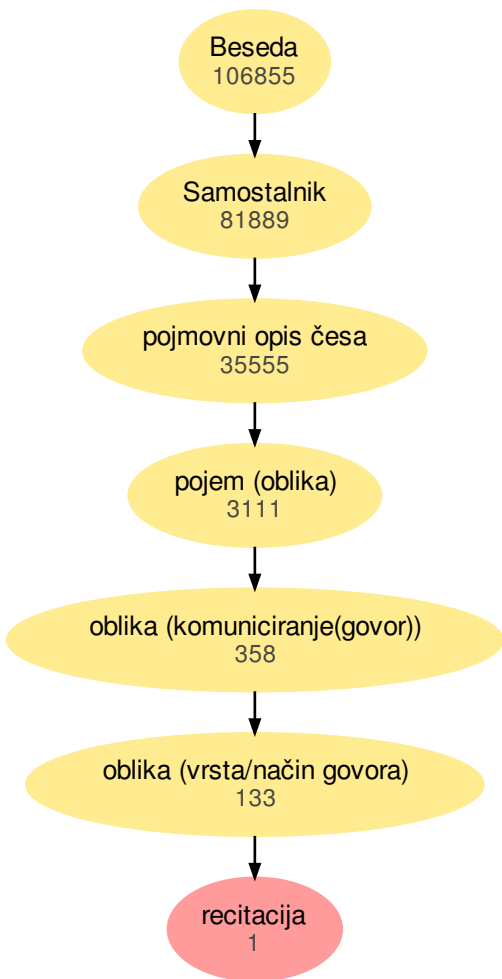 Beseda
106855
Samostalnik
81889
pojmovni opis česa
35555
pojem (oblika)
3111
oblika (komuniciranje(govor))
358
oblika (vrsta/način govora)
133
recitacija
1